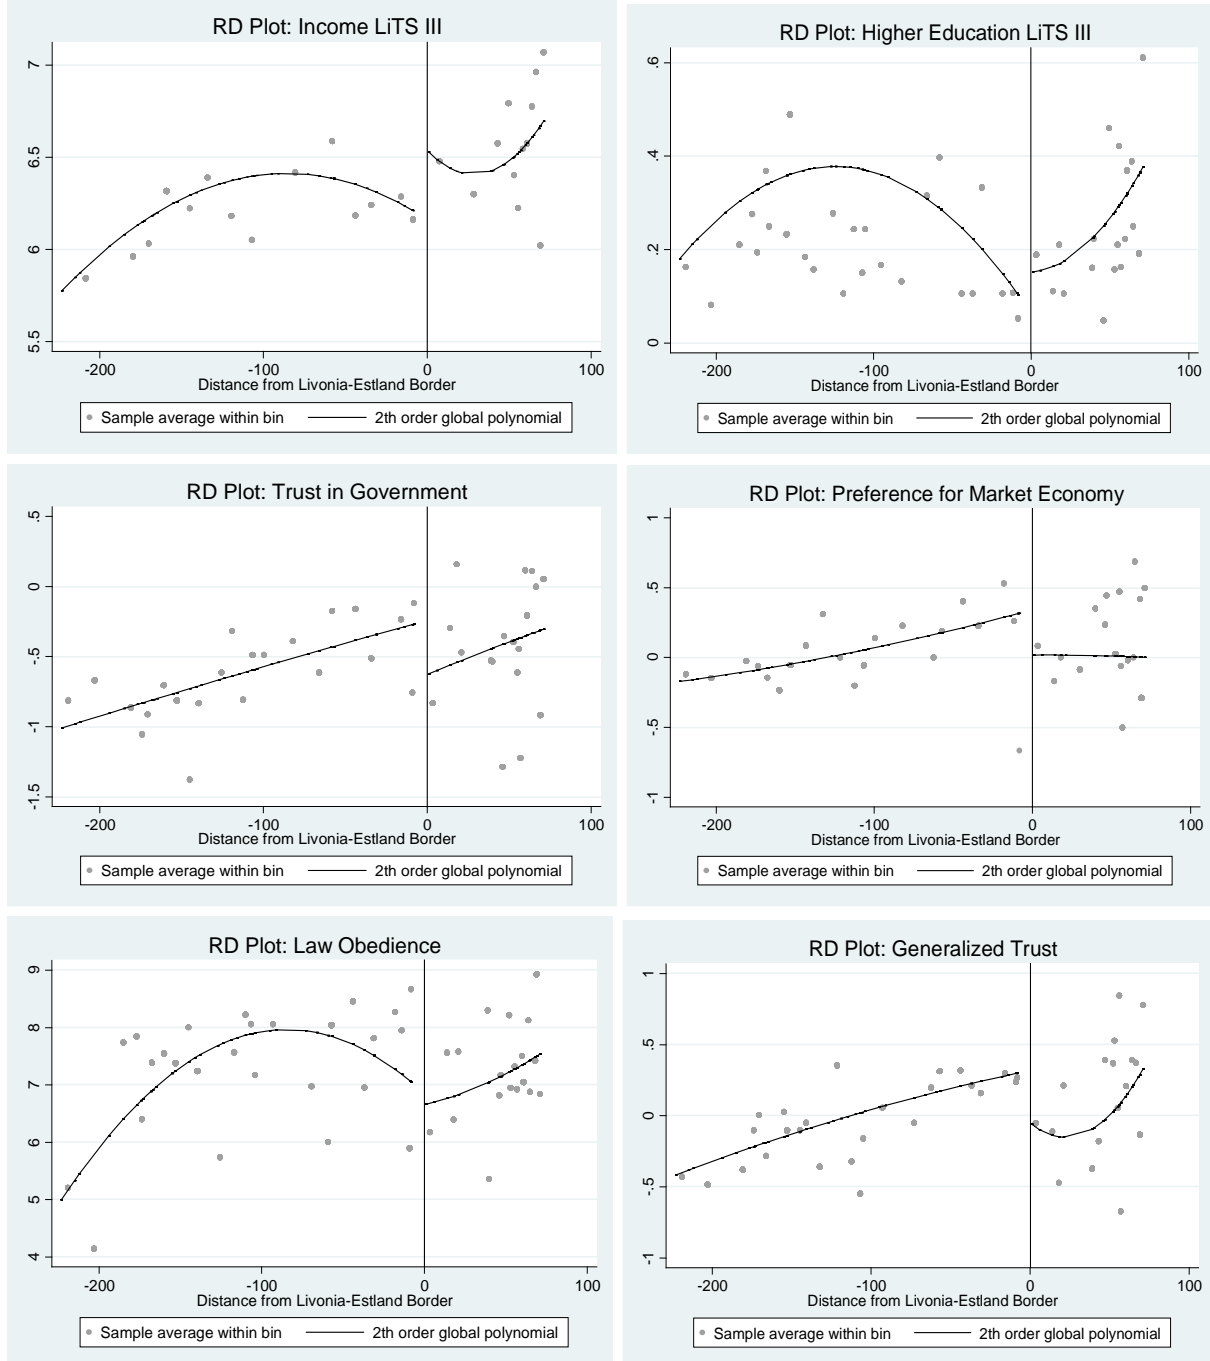 RD Plot: Income LiTS III
7
6.5
6
5.5
-200 -100 0 100
Distance from Livonia-Estland Border
Sample average within bin 2th order global polynomial
RD Plot: Higher Education LiTS III
.6
.4
.2
0
-200 -100 0 100
Distance from Livonia-Estland Border
Sample average within bin 2th order global polynomial
RD Plot: Trust in Government
.5
0
-.5
-1
-1.5
-200 -100 0 100
Distance from Livonia-Estland Border
Sample average within bin 2th order global polynomial
RD Plot: Preference for Market Economy
1
.5
0
-.5
-1
-200 -100 0 100
Distance from Livonia-Estland Border
Sample average within bin 2th order global polynomial
RD Plot: Law Obedience
9
8
7
6
5
4
-200 -100 0 100
Distance from Livonia-Estland Border
Sample average within bin 2th order global polynomial
RD Plot: Generalized Trust
1
.5
0
-.5
-1
-200 -100 0 100
Distance from Livonia-Estland Border
Sample average within bin 2th order global polynomial